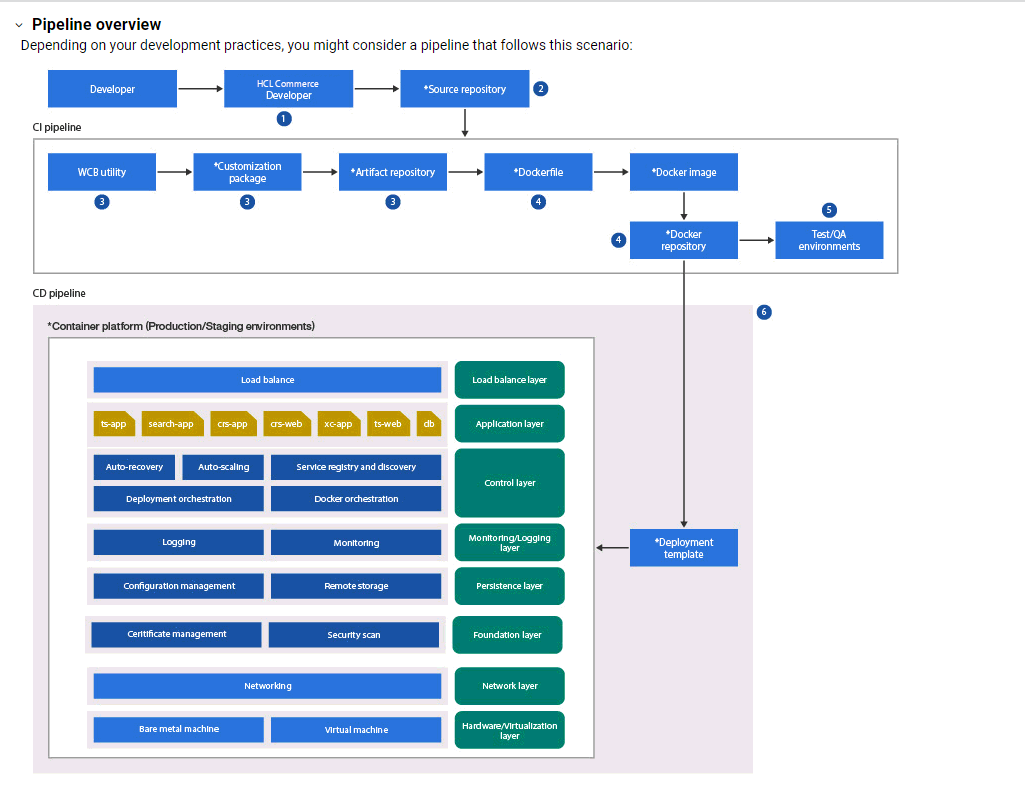 Pipeline overview
Depending on your development practices, you might consider a pipeline that follows this scenario:
Developer
HCL Commerce
Developer
*Source repository
2
1
CI pipeline
WCB utility
*Customization
package
*Artifact repository
*Dockerfile
*Docker image
3
3
3
4
5
4
*Docker
repository
Test/QA
environments
CD pipeline
6
*Container platform (Production/Staging environments)
Load balance
Load balance layer
ts-app
search-app
crs-app
crs-web
xc-app
ts-web
db
Application layer
Auto-recovery
Auto-scaling
Service registry and discovery
Control layer
Deployment orchestration
Docker orchestration
Logging
Monitoring
Monitoring/Logging
layer
*Deployment
template
Configuration management
Remote storage
Persistence layer
Ceritificate management
Security scan
Foundation layer
Networking
Network layer
Bare metal machine
Virtual machine
Hardware/Virtualization
layer